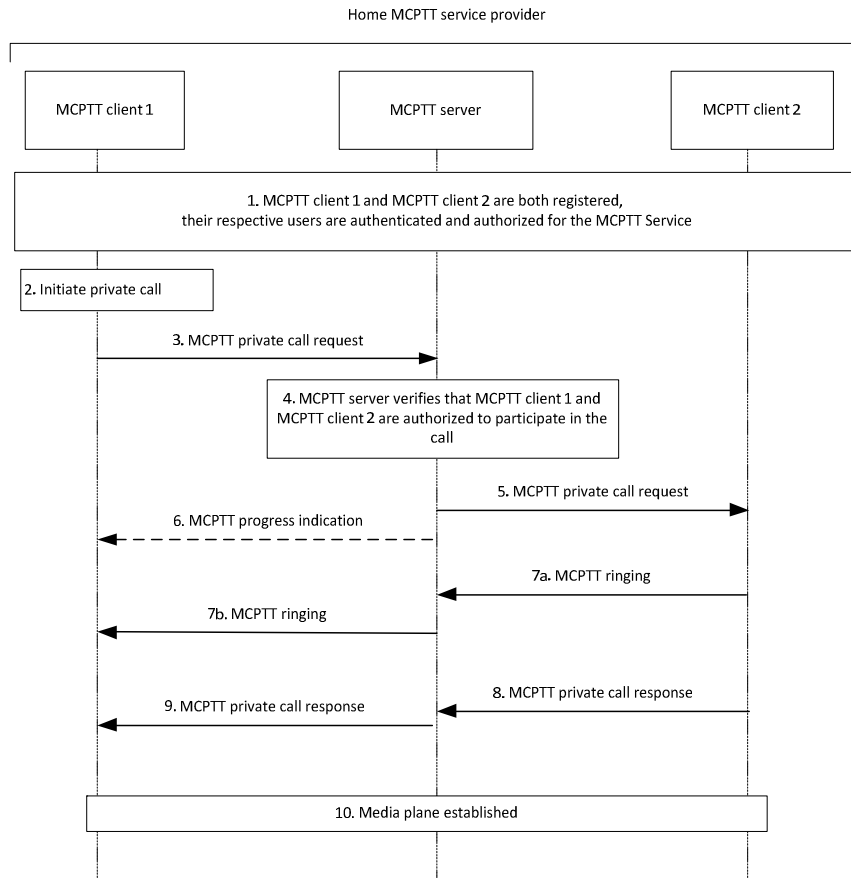 Home MCPTT service provider
MCPTT client 1
MCPTT server
MCPTT client 2
1. MCPTT client 1 and MCPTT client 2 are both registered,
their respective users are authenticated and authorized for the MCPTT Service
2. Initiate private call
3. MCPTT private call request
4. MCPTT server verifies that MCPTT client 1 and
MCPTT client 2 are authorized to participate in the
call
5. MCPTT private call request
6. MCPTT progress indication
7a. MCPTT ringing
7b. MCPTT ringing
8. MCPTT private call response
9. MCPTT private call response
10. Media plane established